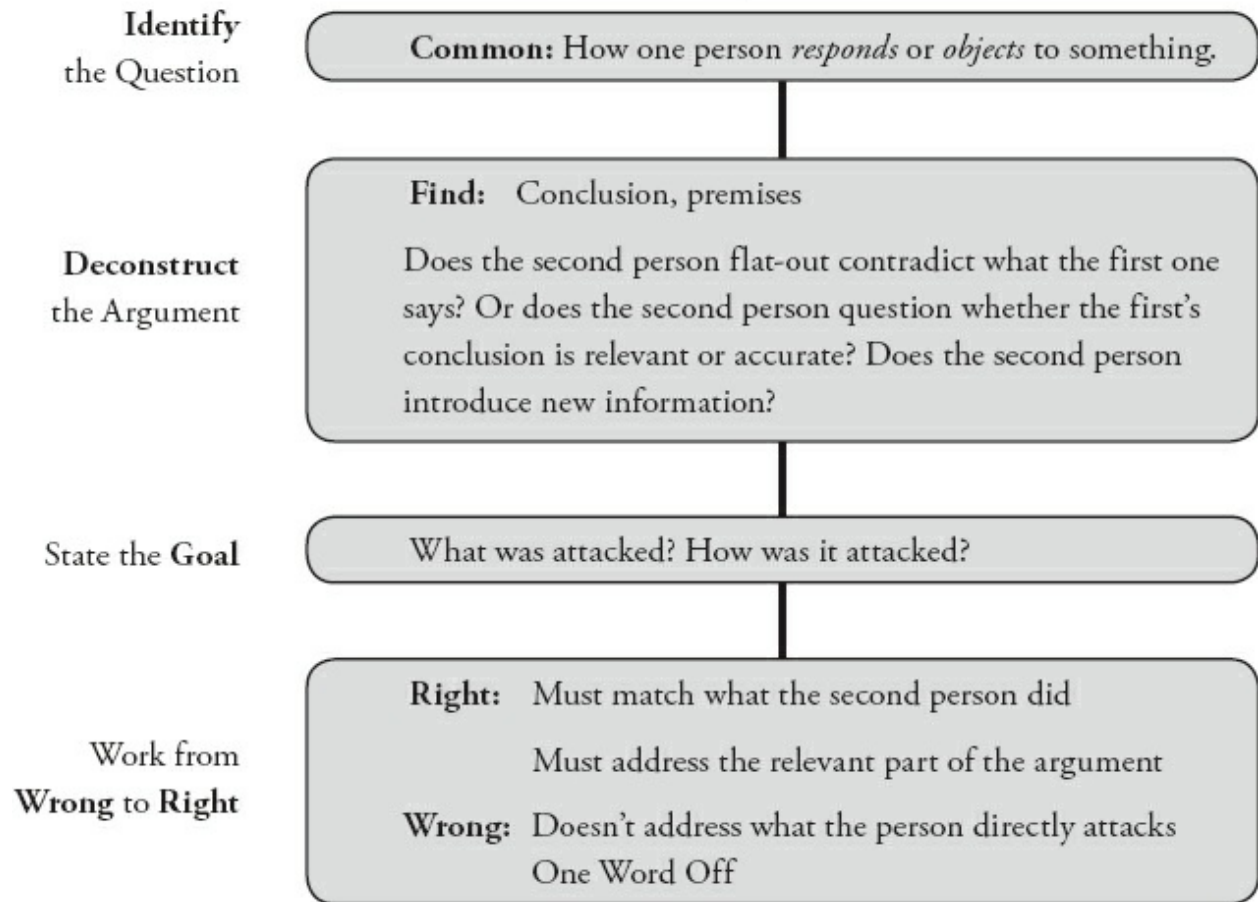 Identify
the Question
Common: How one person responds or objects to something.
Deconstruct
the Argument
Find: Conclusion, premises
Does the second person flat-out contradict what the first one
says? Or does the second person question whether the first’s
conclusion is relevant or accurate? Does the second person
introduce new information?
State the Goal
What was attacked? How was it attacked?
Work from
Wrong to Right
Right: Must match what the second person did
Must address the relevant part of the argument
Wrong: Doesn’t address what the person directly attacks
One Word Off